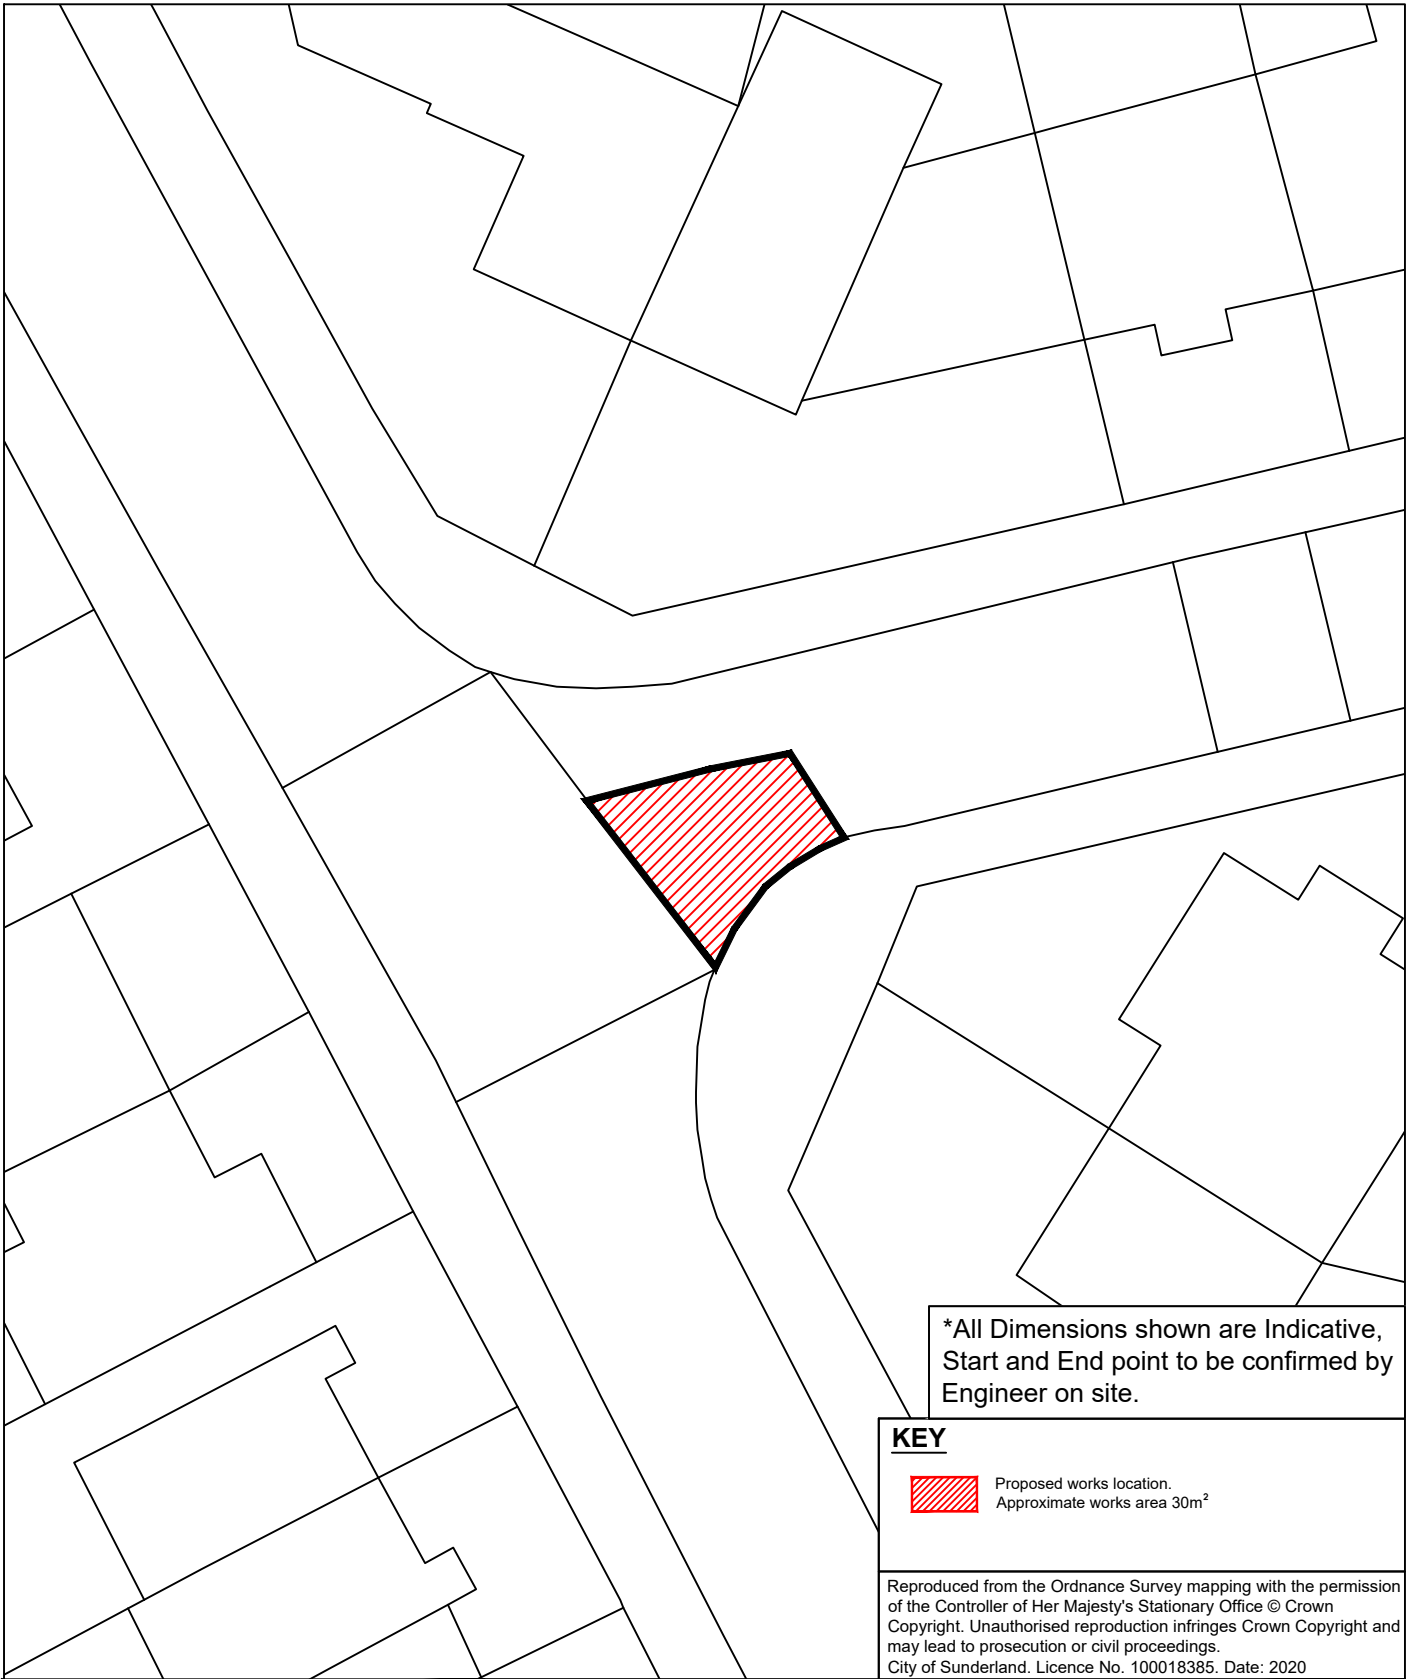 *All Dimensions shown are Indicative,
Start and End point to be confirmed by
Engineer on site.
KEY
Proposed works location.
Approximate works area 30m²
Reproduced from the Ordnance Survey mapping with the permission
of the Controller of Her Majesty's Stationary Office © Crown
Copyright. Unauthorised reproduction infringes Crown Copyright and
may lead to prosecution or civil proceedings.
City of Sunderland. Licence No. 100018385. Date: 2020